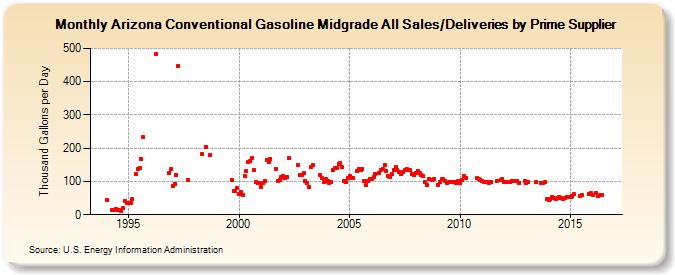 Monthly Arizona Conventional Gasoline Midgrade All Sales/Deliveries by Prime Supplier
Thousand Gallons per Day
500
400
300
200
100
0
1995 2000 2005 2010 2015
Source: U.S. Energy Information Administration